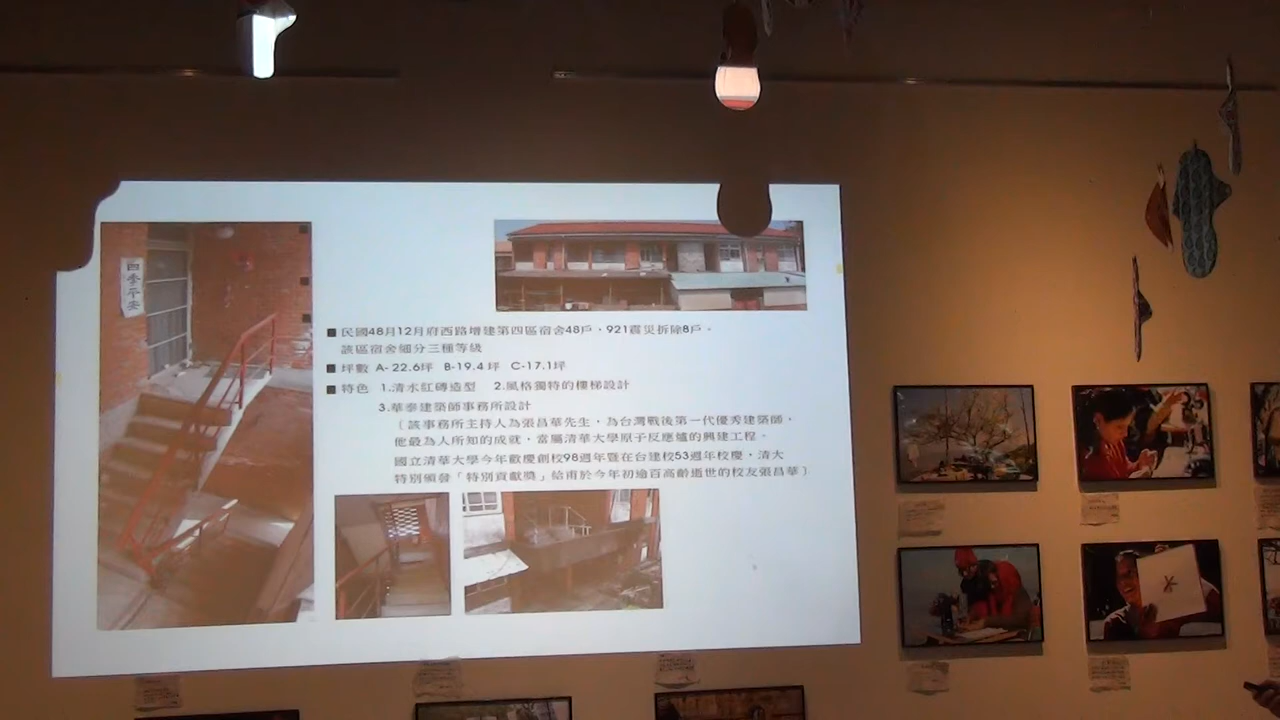 四季平安
■ 民國48月12月府西路增建第四區宿舍48戶，921震災拆除8戶。
該區宿舍細分三種等級
■ 坪數 A- 22.6坪 B-19.4 坪 C-17.1坪
■ 特色 1.清水紅磚造型 2.風格獨特的樓梯設計
3.華泰建築師事務所設計
〔 該事務所主持人為張昌華先生，為台灣戰後第一代優秀建築師。
他最為人所知的成就，當屬清華大學原子反應爐的興建工程。
國立清華大學今年歡慶創校98週年暨在台建校53週年校慶，清大
特別頒發「特別貢獻獎」給甫於今年初逾百高齡逝世的校友張昌華〕